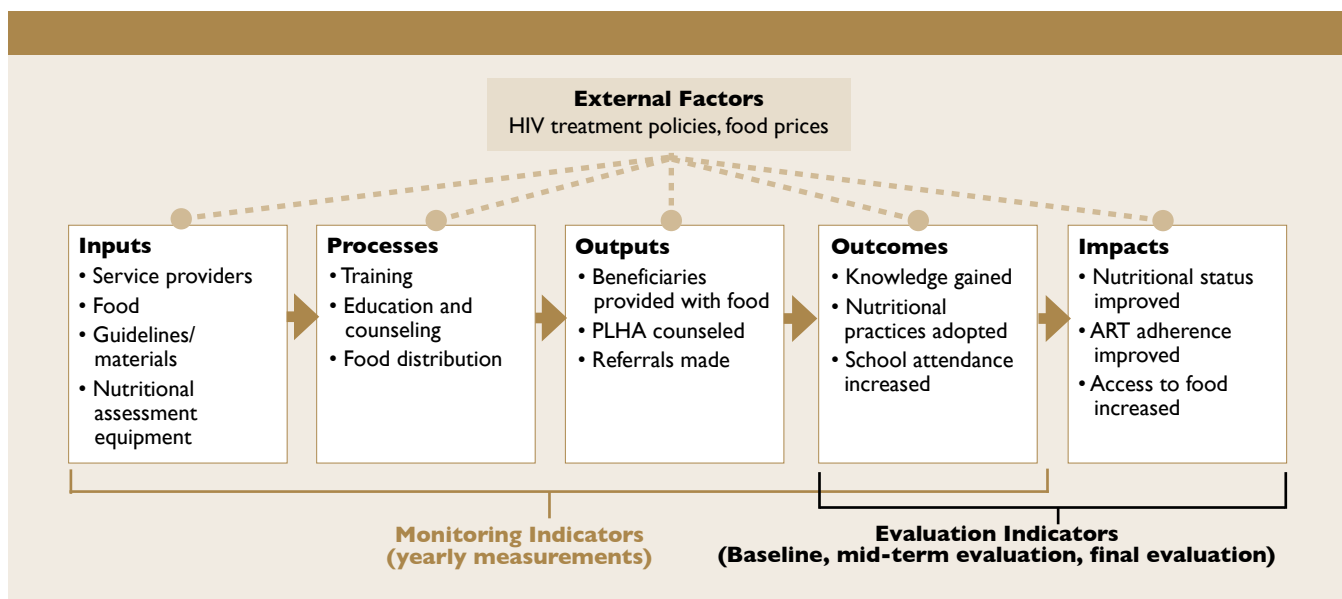 External Factors
HIV treatment policies, food prices
Inputs
• Service providers
• Food
• Guidelines/
materials
• Nutritional
assessment
equipment
Processes
• Training
• Education and
counseling
• Food distribution
Outputs
• Beneficiaries
provided with food
• PLHA counseled
• Referrals made
Outcomes
• Knowledge gained
• Nutritional
practices adopted
• School attendance
increased
Impacts
• Nutritional status
improved
• ART adherence
improved
• Access to food
increased
Monitoring Indicators
(yearly measurements)
Evaluation Indicators
(Baseline, mid-term evaluation, final evaluation)